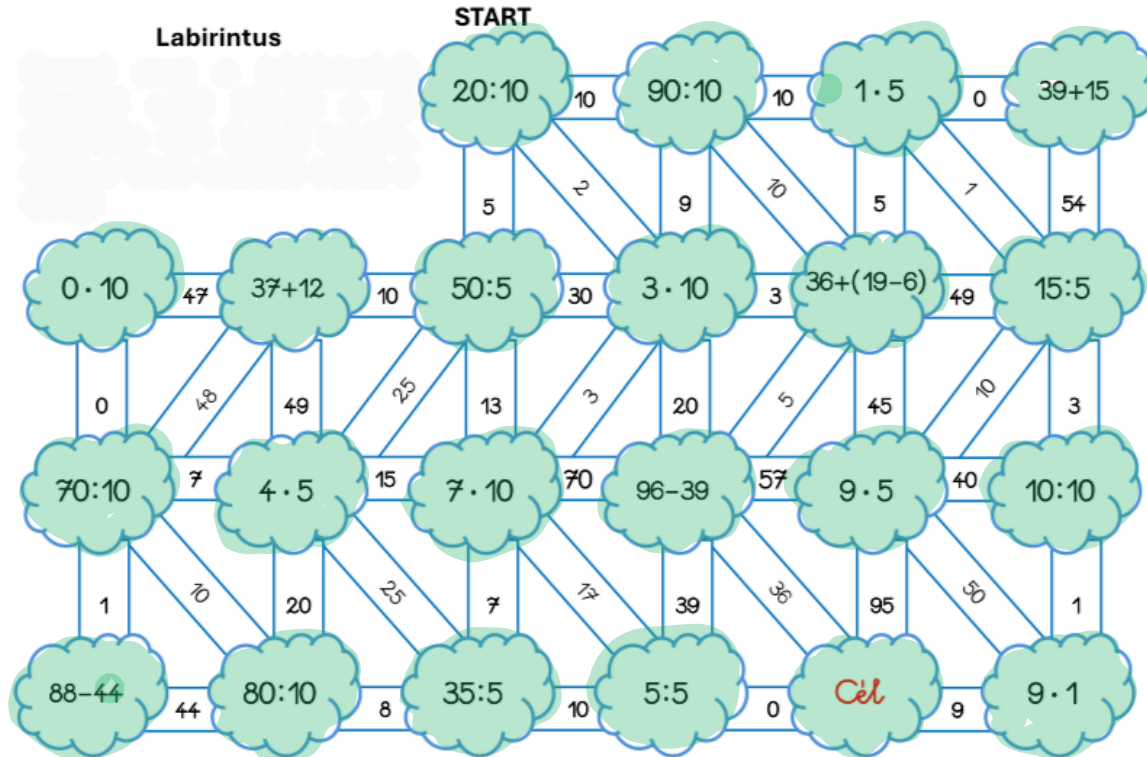 START
Labirintus
20:10 10 90:10 10 1·5 0 39+15
5 2 9 10 5 1 54
0·10 47 37+12 10 50:5 30 3·10 3 36+(19-6) 49 15:5
0 48 49 25 13 3 20 5 45 10 3
70:10 7 4·5 15 7·10 70 96-39 57 9·5 40 10:10
1 10 20 25 7 17 39 36 95 50 1
88-44 44 80:10 8 35:5 10 5:5 0 Cél 9 9·1